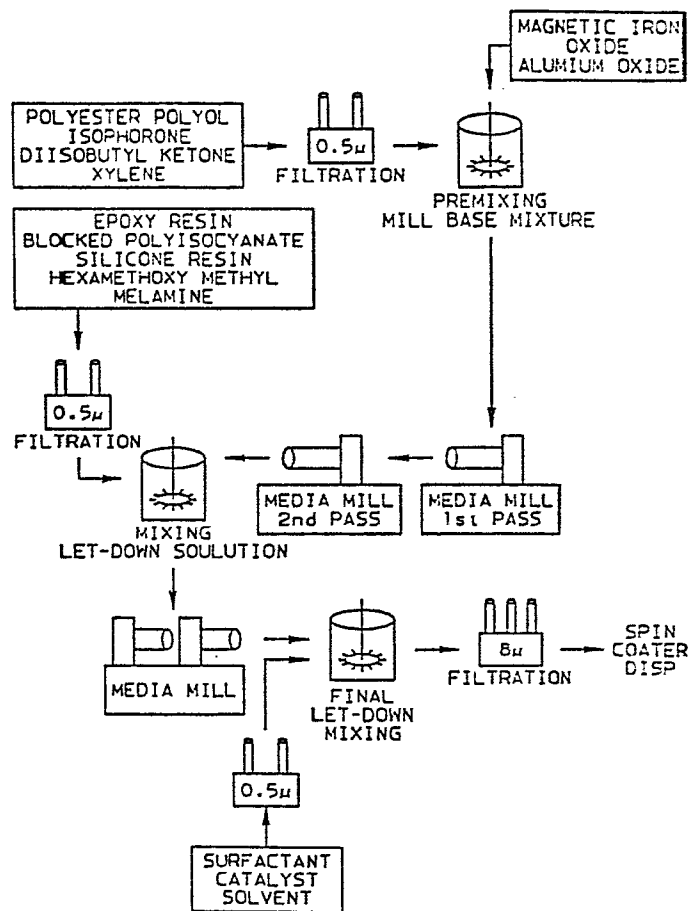 MAGNETIC IRON
OXIDE
ALUMIUM OXIDE
POLYESTER POLYOL
ISOPHORONE
DIISOBUTYL KETONE
XYLENE
0.5μ
FILTRATION
PREMIXING
MILL BASE MIXTURE
EPOXY RESIN
BLOCKED POLYISOCYANATE
SILICONE RESIN
HEXAMETHOXY METHYL
MELAMINE
0.5μ
FILTRATION
MIXING
LET-DOWN SOULUTION
MEDIA MILL
2nd PASS
MEDIA MILL
1st PASS
MEDIA MILL
FINAL
LET-DOWN
MIXING
8μ
FILTRATION
SPIN
COATER
DISP
0.5μ
SURFACTANT
CATALYST
SOLVENT